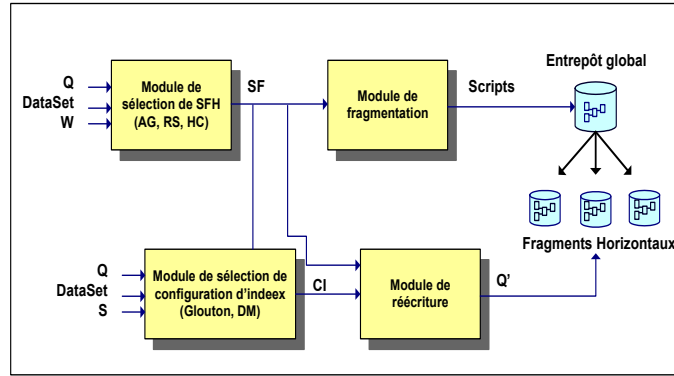 Entrepôt global
Q
DataSet
W
Module de
sélection de SFH
(AG, RS, HC)
SF
Module de
fragmentation
Scripts
Fragments Horizontaux
Q
DataSet
S
Module de sélection de
configuration d'indeex
(Glouton, DM)
CI
Module de
réécriture
Q'